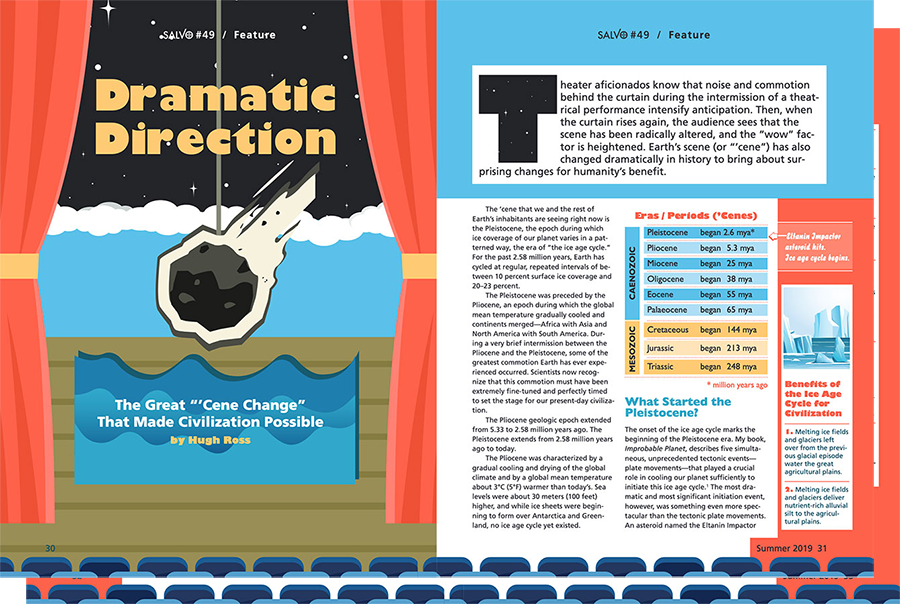 SALVO #49 / Feature
Dramatic
Direction
The Great “’Cene Change”
That Made Civilization Possible
by Hugh Ross
30
SALVO #49 / Feature
Theater aficionados know that noise and commotion
behind the curtain during the intermission of a theat-
rical performance intensify anticipation. Then, when
the curtain rises again, the audience sees that the
scene has been radically altered, and the “wow” fac-
tor is heightened. Earth’s scene (or “’cene”) has also
changed dramatically in history to bring about sur-
prising changes for humanity’s benefit.
The ’cene that we and the rest of
Earth’s inhabitants are seeing right now is
the Pleistocene, the epoch during which
ice coverage of our planet varies in a pat-
terned way, the era of “the ice age cycle.”
For the past 2.58 million years, Earth has
cycled at regular, repeated intervals of be-
tween 10 percent surface ice coverage and
20–23 percent.
The Pleistocene was preceded by the
Pliocene, an epoch during which the global
mean temperature gradually cooled and
continents merged—Africa with Asia and
North America with South America. Dur-
ing a very brief intermission between the
Pliocene and the Pleistocene, some of the
greatest commotion Earth has ever expe-
rienced occurred. Scientists now recog-
nize that this commotion must have been
extremely fine-tuned and perfectly timed
to set the stage for our present-day civiliza-
tion.
The Pliocene geologic epoch extended
from 5.33 to 2.58 million years ago. The
Pleistocene extends from 2.58 million years
ago to today.
The Pliocene was characterized by a
gradual cooling and drying of the global
climate and by a global mean temperature
about 3°C (5°F) warmer than today’s. Sea
levels were about 30 meters (100 feet)
higher, and while ice sheets were begin-
ning to form over Antarctica and Green-
land, no ice age cycle yet existed.
Eras / Periods (’Cenes)
CAENOZOIC
Pleistocene began 2.6 mya*
Pliocene began 5.3 mya
Miocene began 25 mya
Oligocene began 38 mya
Eocene began 55 mya
Palaeocene began 65 mya
MESOZOIC
Cretaceous began 144 mya
Jurassic began 213 mya
Triassic began 248 mya
* million years ago
What Started the
Pleistocene?
The onset of the ice age cycle marks the
beginning of the Pleistocene era. My book,
Improbable Planet, describes five simulta-
neous, unprecedented tectonic events—
plate movements—that played a crucial
role in cooling our planet sufficiently to
initiate this ice age cycle.¹ The most dra-
matic and most significant initiation event,
however, was something even more spec-
tacular than the tectonic plate movements.
An asteroid named the Eltanin Impactor
Eltanin Impactor
asteroid hits.
Ice age cycle begins.
Benefits of
the Ice Age
Cycle for
Civilization
1. Melting ice fields
and glaciers left
over from the previ-
ous glacial episode
water the great
agricultural plains.
2. Melting ice fields
and glaciers deliver
nutrient-rich alluvial
silt to the agricul-
tural plains.
Summer 2019 31